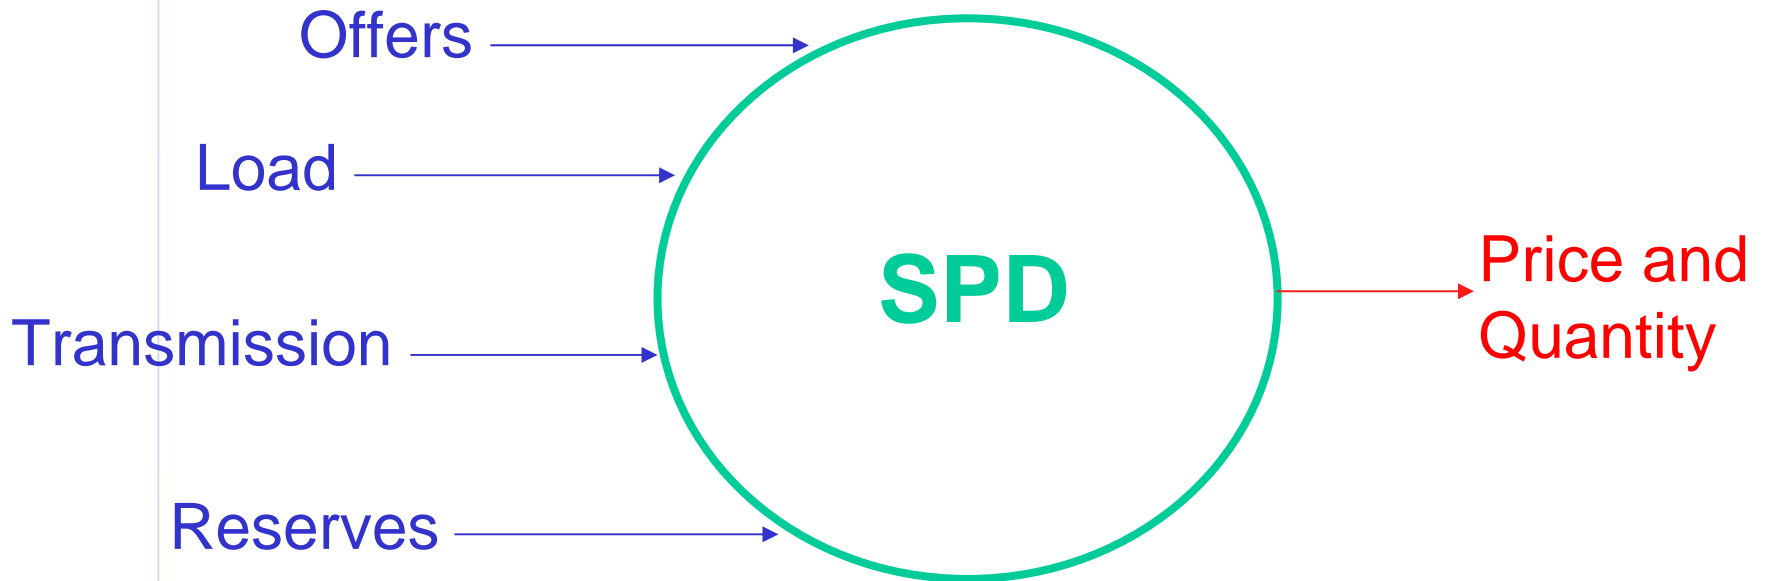 Offers
Load
Transmission
Reserves
SPD
Price and
Quantity